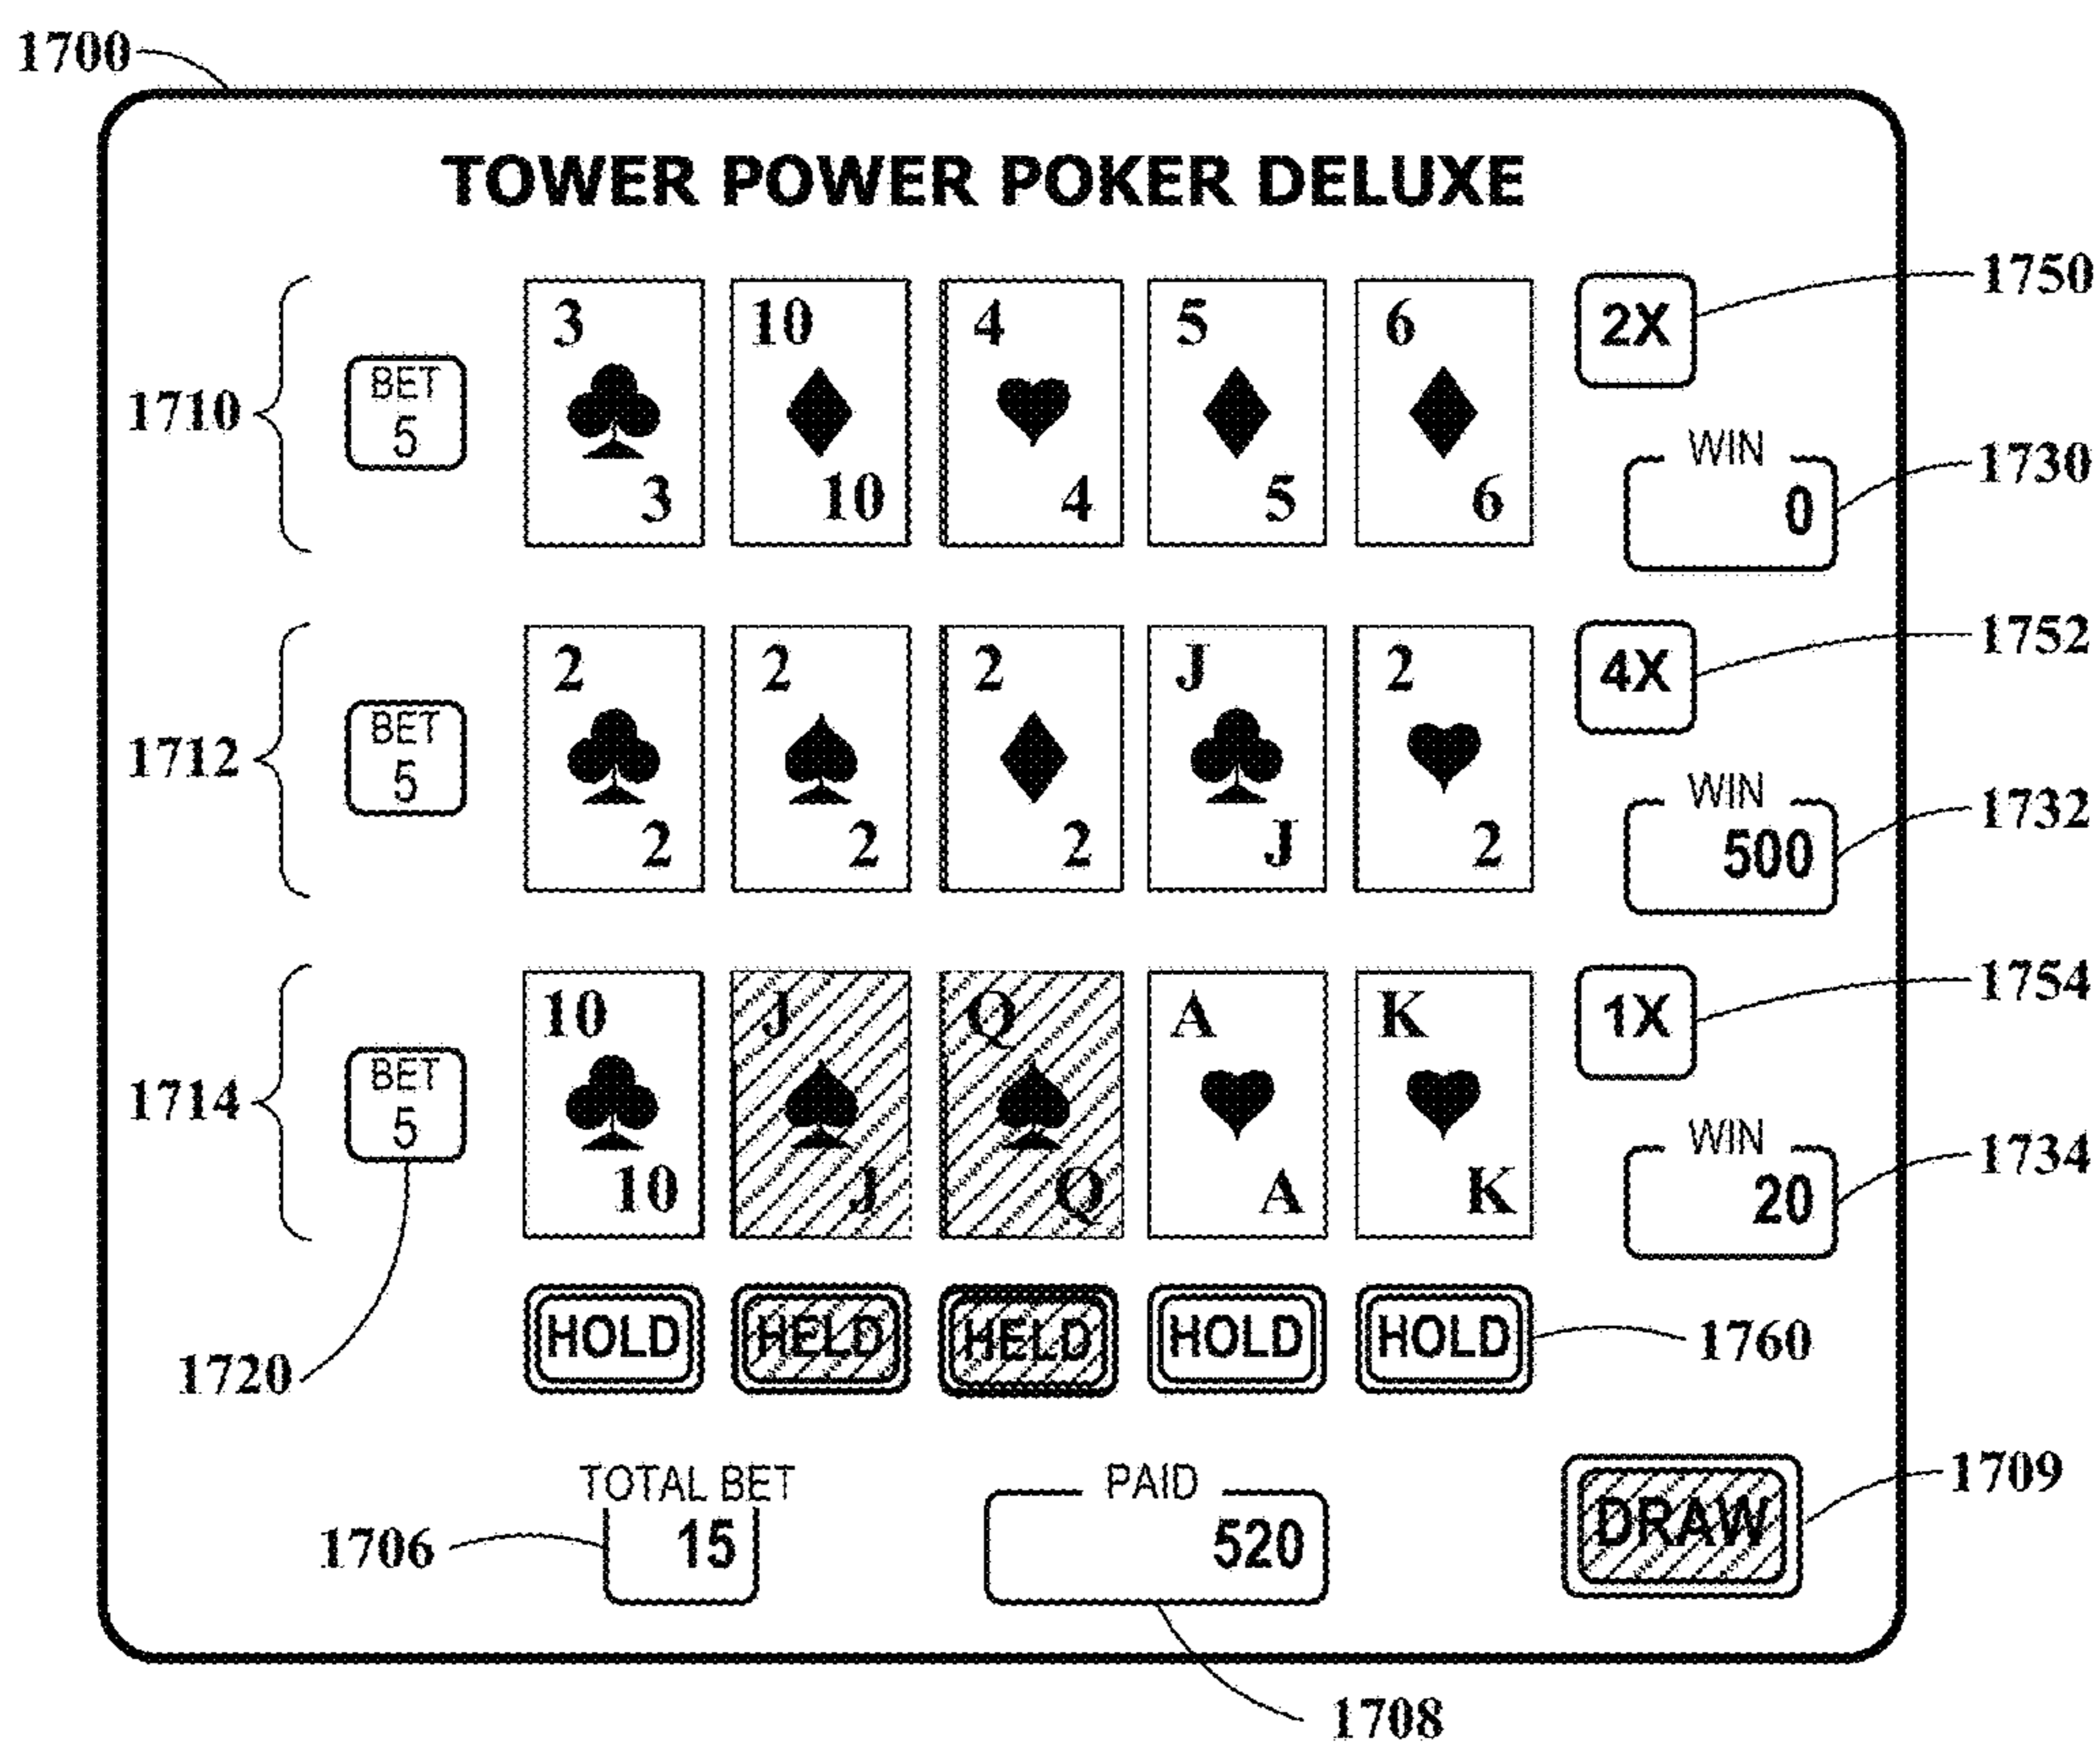 1700
TOWER POWER POKER DELUXE
3 10 4 5 6
2X
1750
1710
BET
5
WIN
0
1730
3 10 4 5 6
2 2 2 J 2
4X
1752
1712
BET
5
WIN
500
1732
2 2 2 J 2
10 J Q A K
1X
1754
1714
BET
5
WIN
20
1734
10 J Q A K
HOLD HELD HELD HOLD HOLD
1760
1720
TOTAL BET
15
1706
PAID
520
DRAW
1709
1708